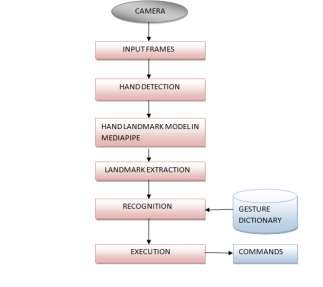 CAMERA
INPUT FRAMES
HAND DETECTION
HAND LANDMARK MODEL IN
MEDIAPIPE
LANDMARK EXTRACTION
RECOGNITION
GESTURE
DICTIONARY
EXECUTION
COMMANDS